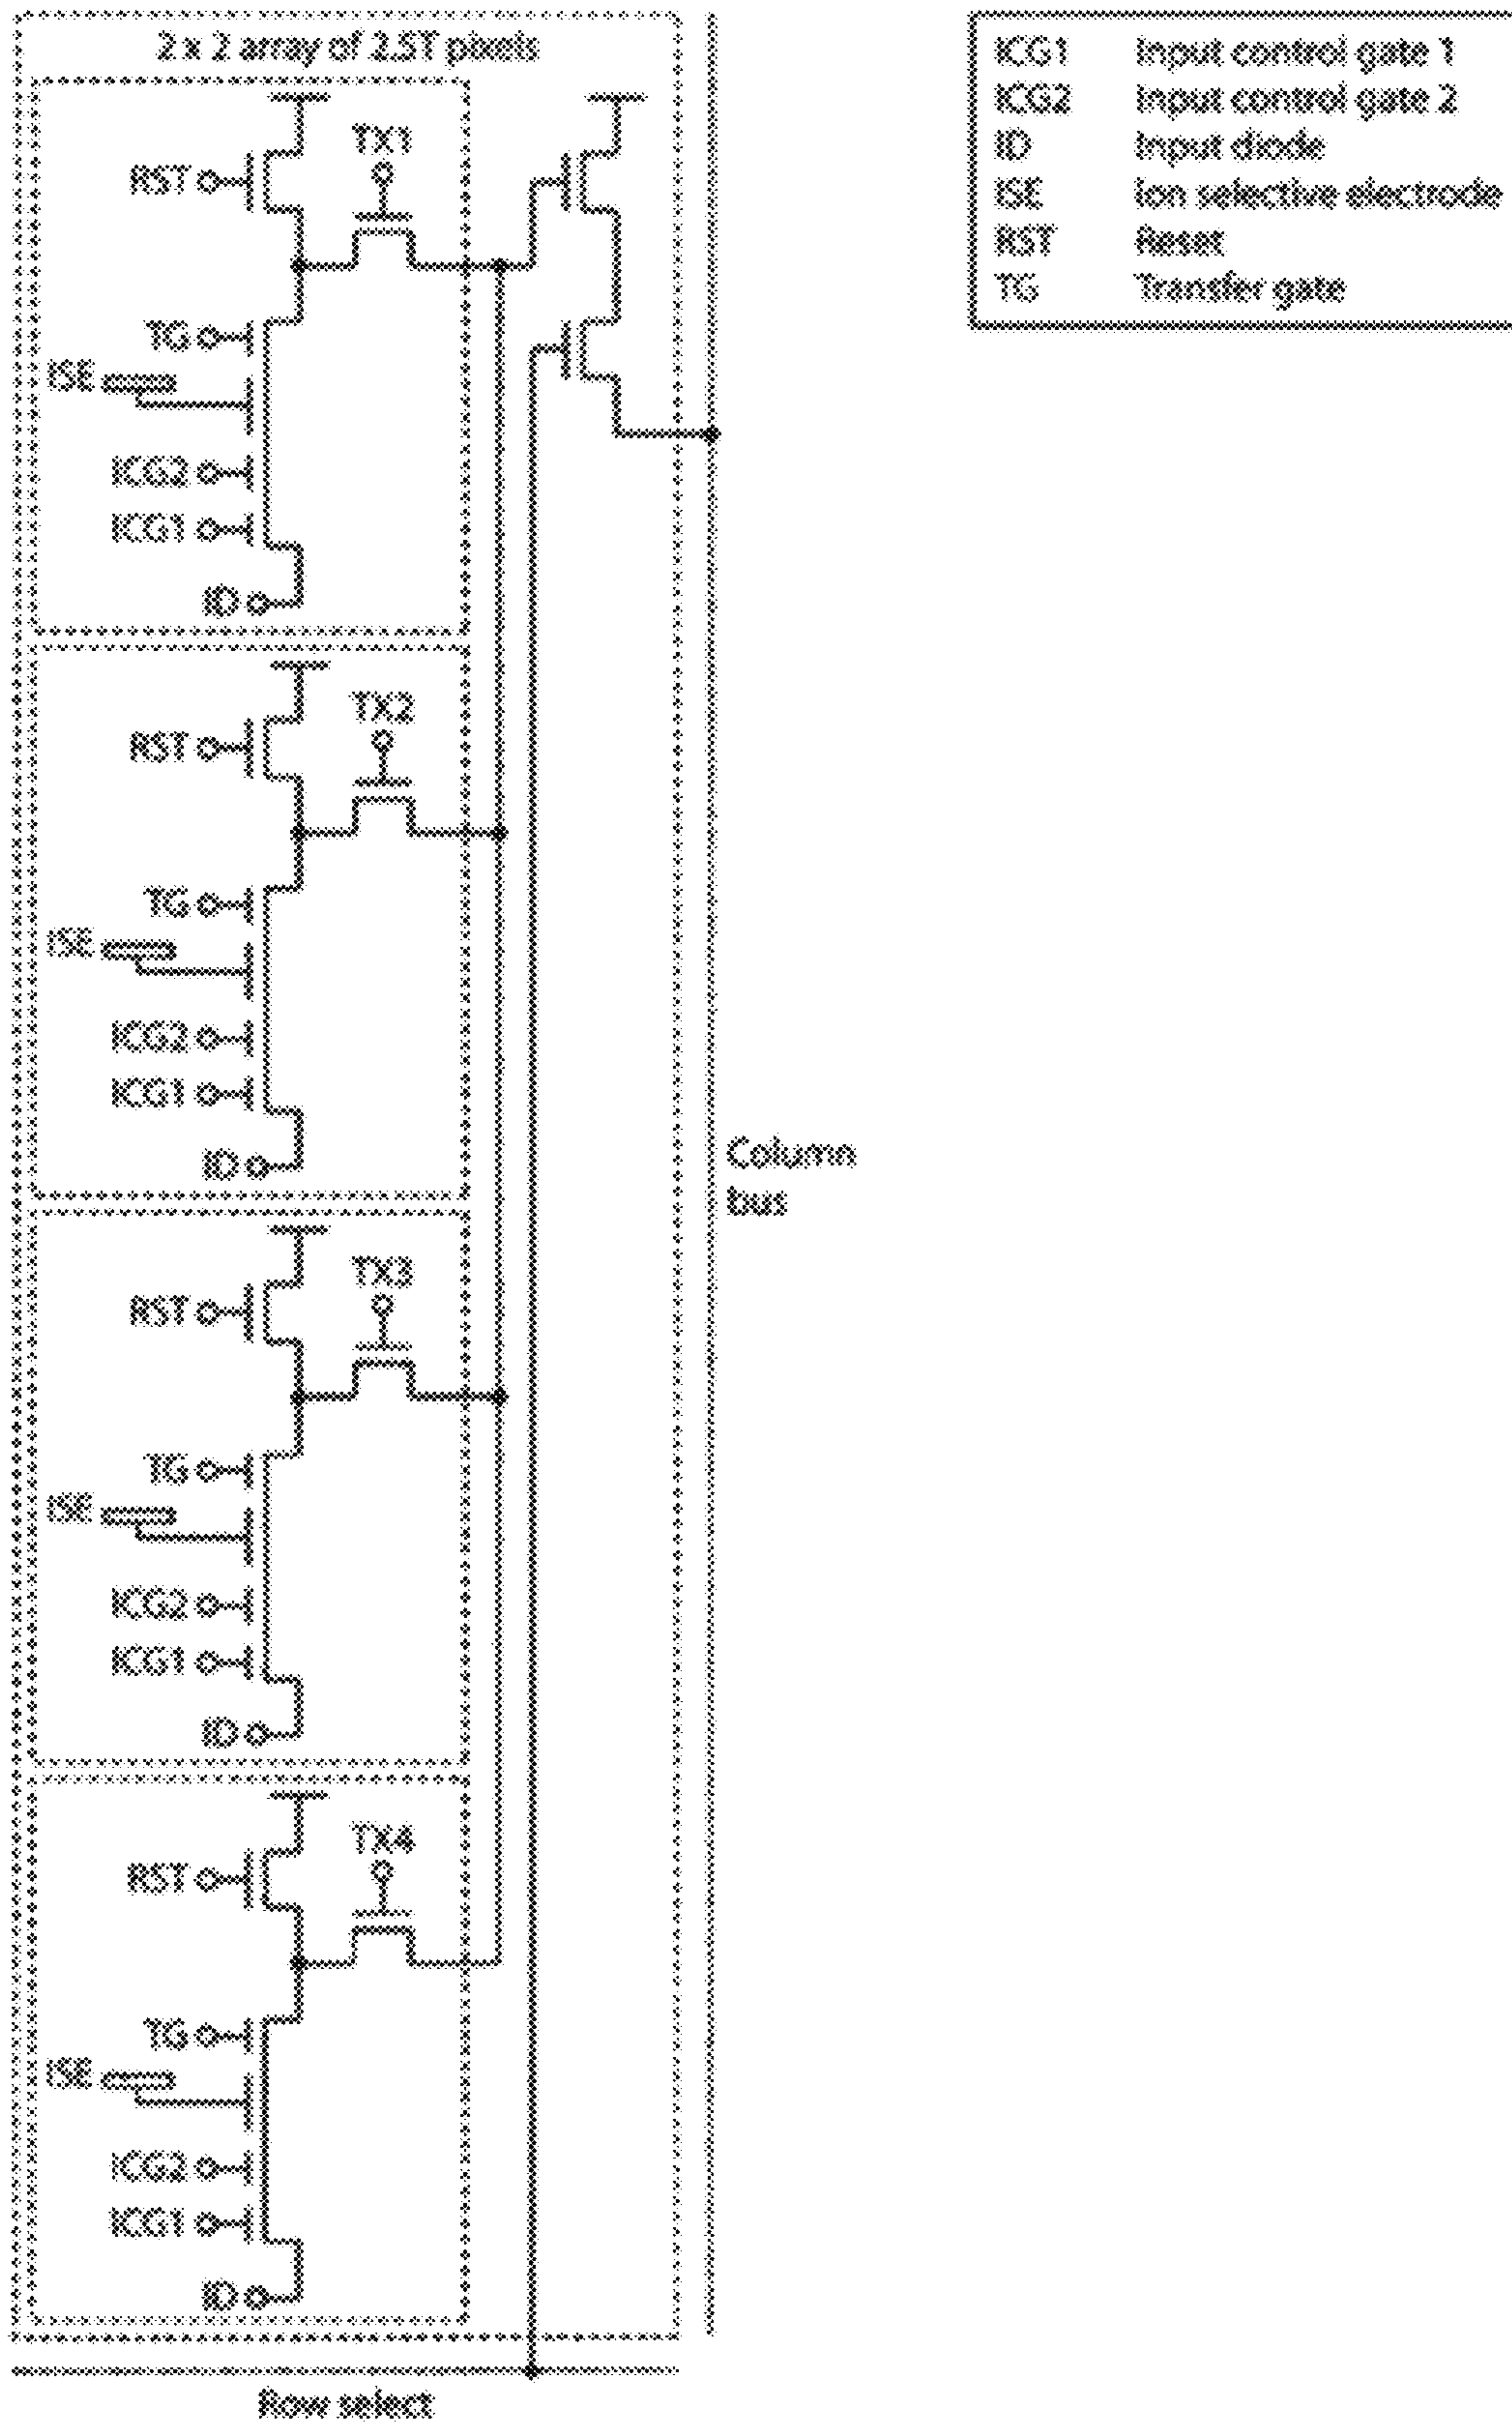 2 x 2 array of 2.5T pixels
ICG1 Input control gate 1
ICG2 Input control gate 2
ID Input diode
ISE Ion selective electrode
RST Reset
TG Transfer gate
TX1
RST
TG
ISE
ICG2
ICG1
ID
TX2
RST
TG
ISE
ICG2
ICG1
ID
Column
bus
TX3
RST
TG
ISE
ICG2
ICG1
ID
TX4
RST
TG
ISE
ICG2
ICG1
ID
Row select